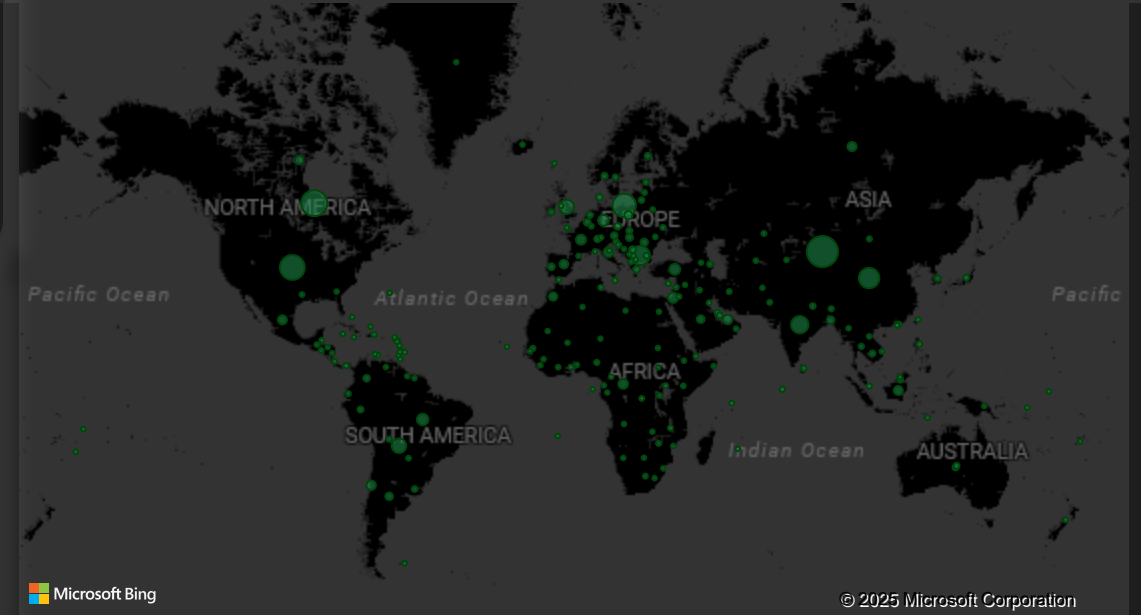 NORTH AMERICA
ASIA
EUROPE
Pacific Ocean
Atlantic Ocean
Pacific
AFRICA
SOUTH AMERICA
Indian Ocean
AUSTRALIA
Microsoft Bing
© 2025 Microsoft Corporation